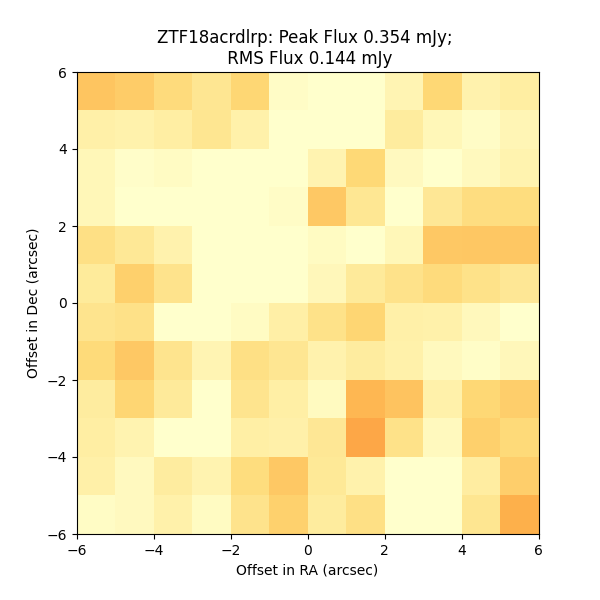 ZTF18acrdlrp: Peak Flux 0.354 mJy;
RMS Flux 0.144 mJy
6
4
2
0
−2
−4
−6
Offset in Dec (arcsec)
−6 −4 −2 0 2 4 6
Offset in RA (arcsec)